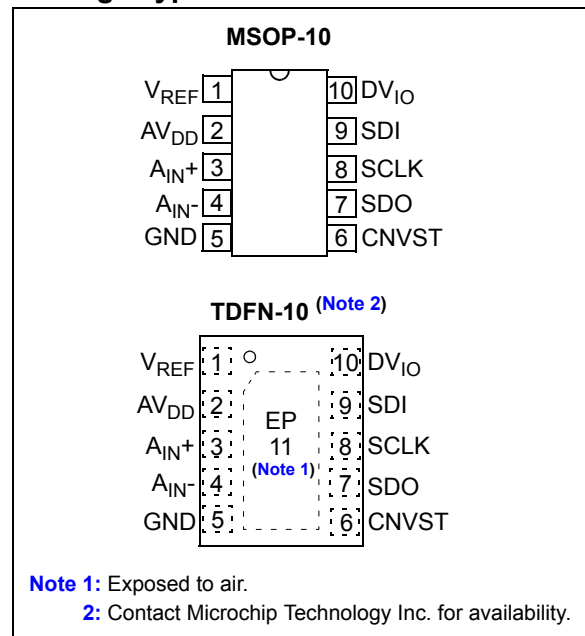 MSOP-10
VREF 1 10 DVIO
AVDD 2 9 SDI
AIN+ 3 8 SCLK
AIN- 4 7 SDO
GND 5 6 CNVST
TDFN-10 (Note 2)
VREF 1 10 DVIO
AVDD 2 9 SDI
EP
AIN+ 3 11 8 SCLK
(Note 1)
AIN- 4 7 SDO
GND 5 6 CNVST
Note 1: Exposed to air.
2: Contact Microchip Technology Inc. for availability.